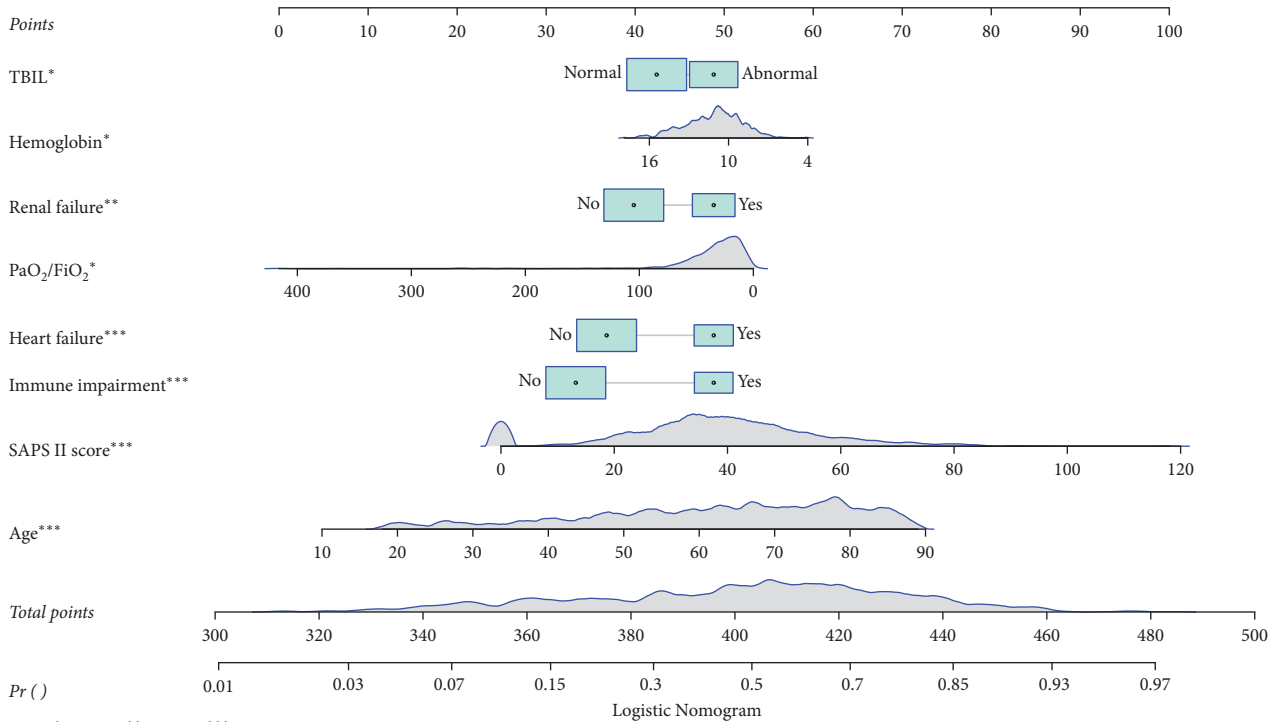 Points
0 10 20 30 40 50 60 70 80 90 100
TBIL*
Normal Abnormal
Hemoglobin*
16 10 4
Renal failure**
No Yes
PaO₂/FiO₂*
400 300 200 100 0
Heart failure***
No Yes
Immune impairment***
No Yes
SAPS II score***
0 20 40 60 80 100 120
Age***
10 20 30 40 50 60 70 80 90
Total points
300 320 340 360 380 400 420 440 460 480 500
Pr ( )
0.01 0.03 0.07 0.15 0.3 0.5 0.7 0.85 0.93 0.97
Logistic Nomogram